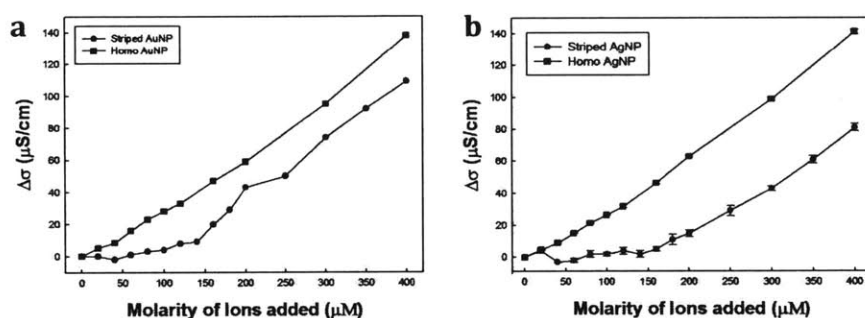 a
Striped AuNP
Homo AuNP
140
120
100
80
60
40
20
0
Δσ (µS/cm)
0 50 100 150 200 250 300 350 400
Molarity of Ions added (µM)
b
Striped AgNP
Homo AgNP
140
120
100
80
60
40
20
0
Δσ (µS/cm)
0 50 100 150 200 250 300 350 400
Molarity of Ions added (µM)